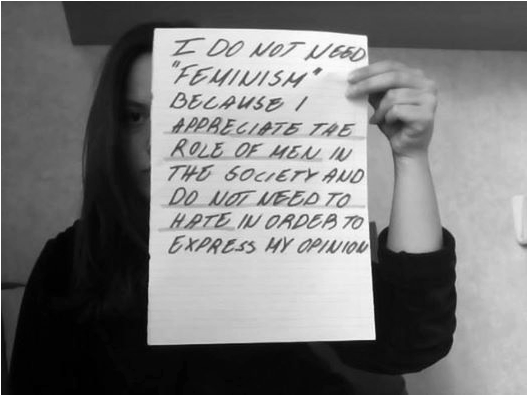 I DO NOT NEED
"FEMINISM"
BECAUSE I
APPRECIATE THE
ROLE OF MEN IN
THE SOCIETY AND
DO NOT NEED TO
HATE IN ORDER TO
EXPRESS MY OPINION